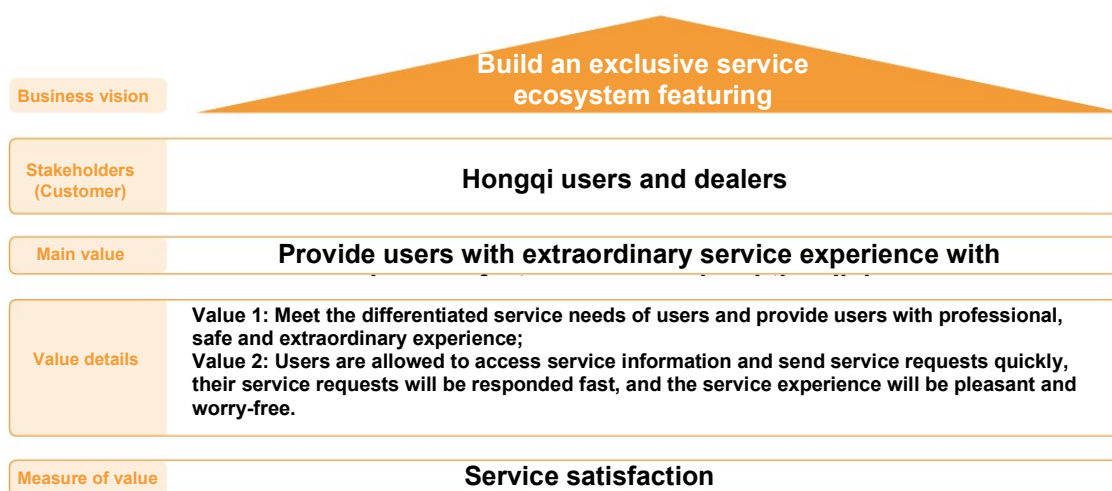 Build an exclusive service
ecosystem featuring
Business vision
Stakeholders
(Customer)
Hongqi users and dealers
Main value
Provide users with extraordinary service experience with
Value details
Value 1: Meet the differentiated service needs of users and provide users with professional,
safe and extraordinary experience;
Value 2: Users are allowed to access service information and send service requests quickly,
their service requests will be responded fast, and the service experience will be pleasant and
worry-free.
Measure of value
Service satisfaction